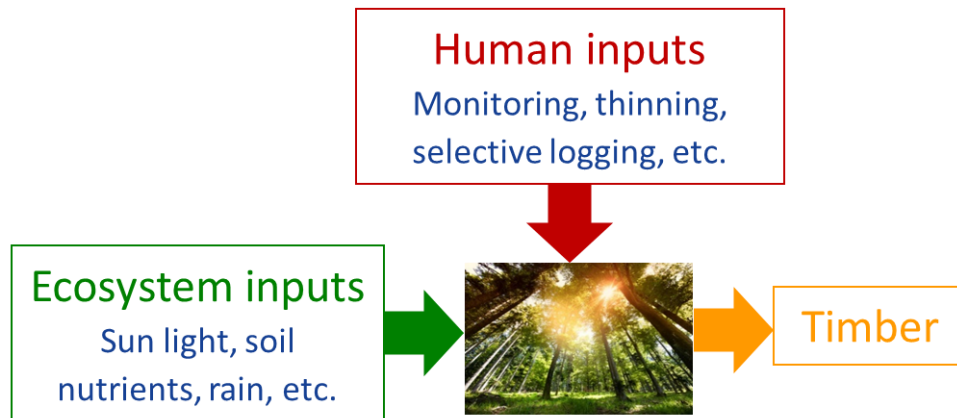 Human inputs
Monitoring, thinning,
selective logging, etc.
Ecosystem inputs
Sun light, soil
nutrients, rain, etc.
Timber